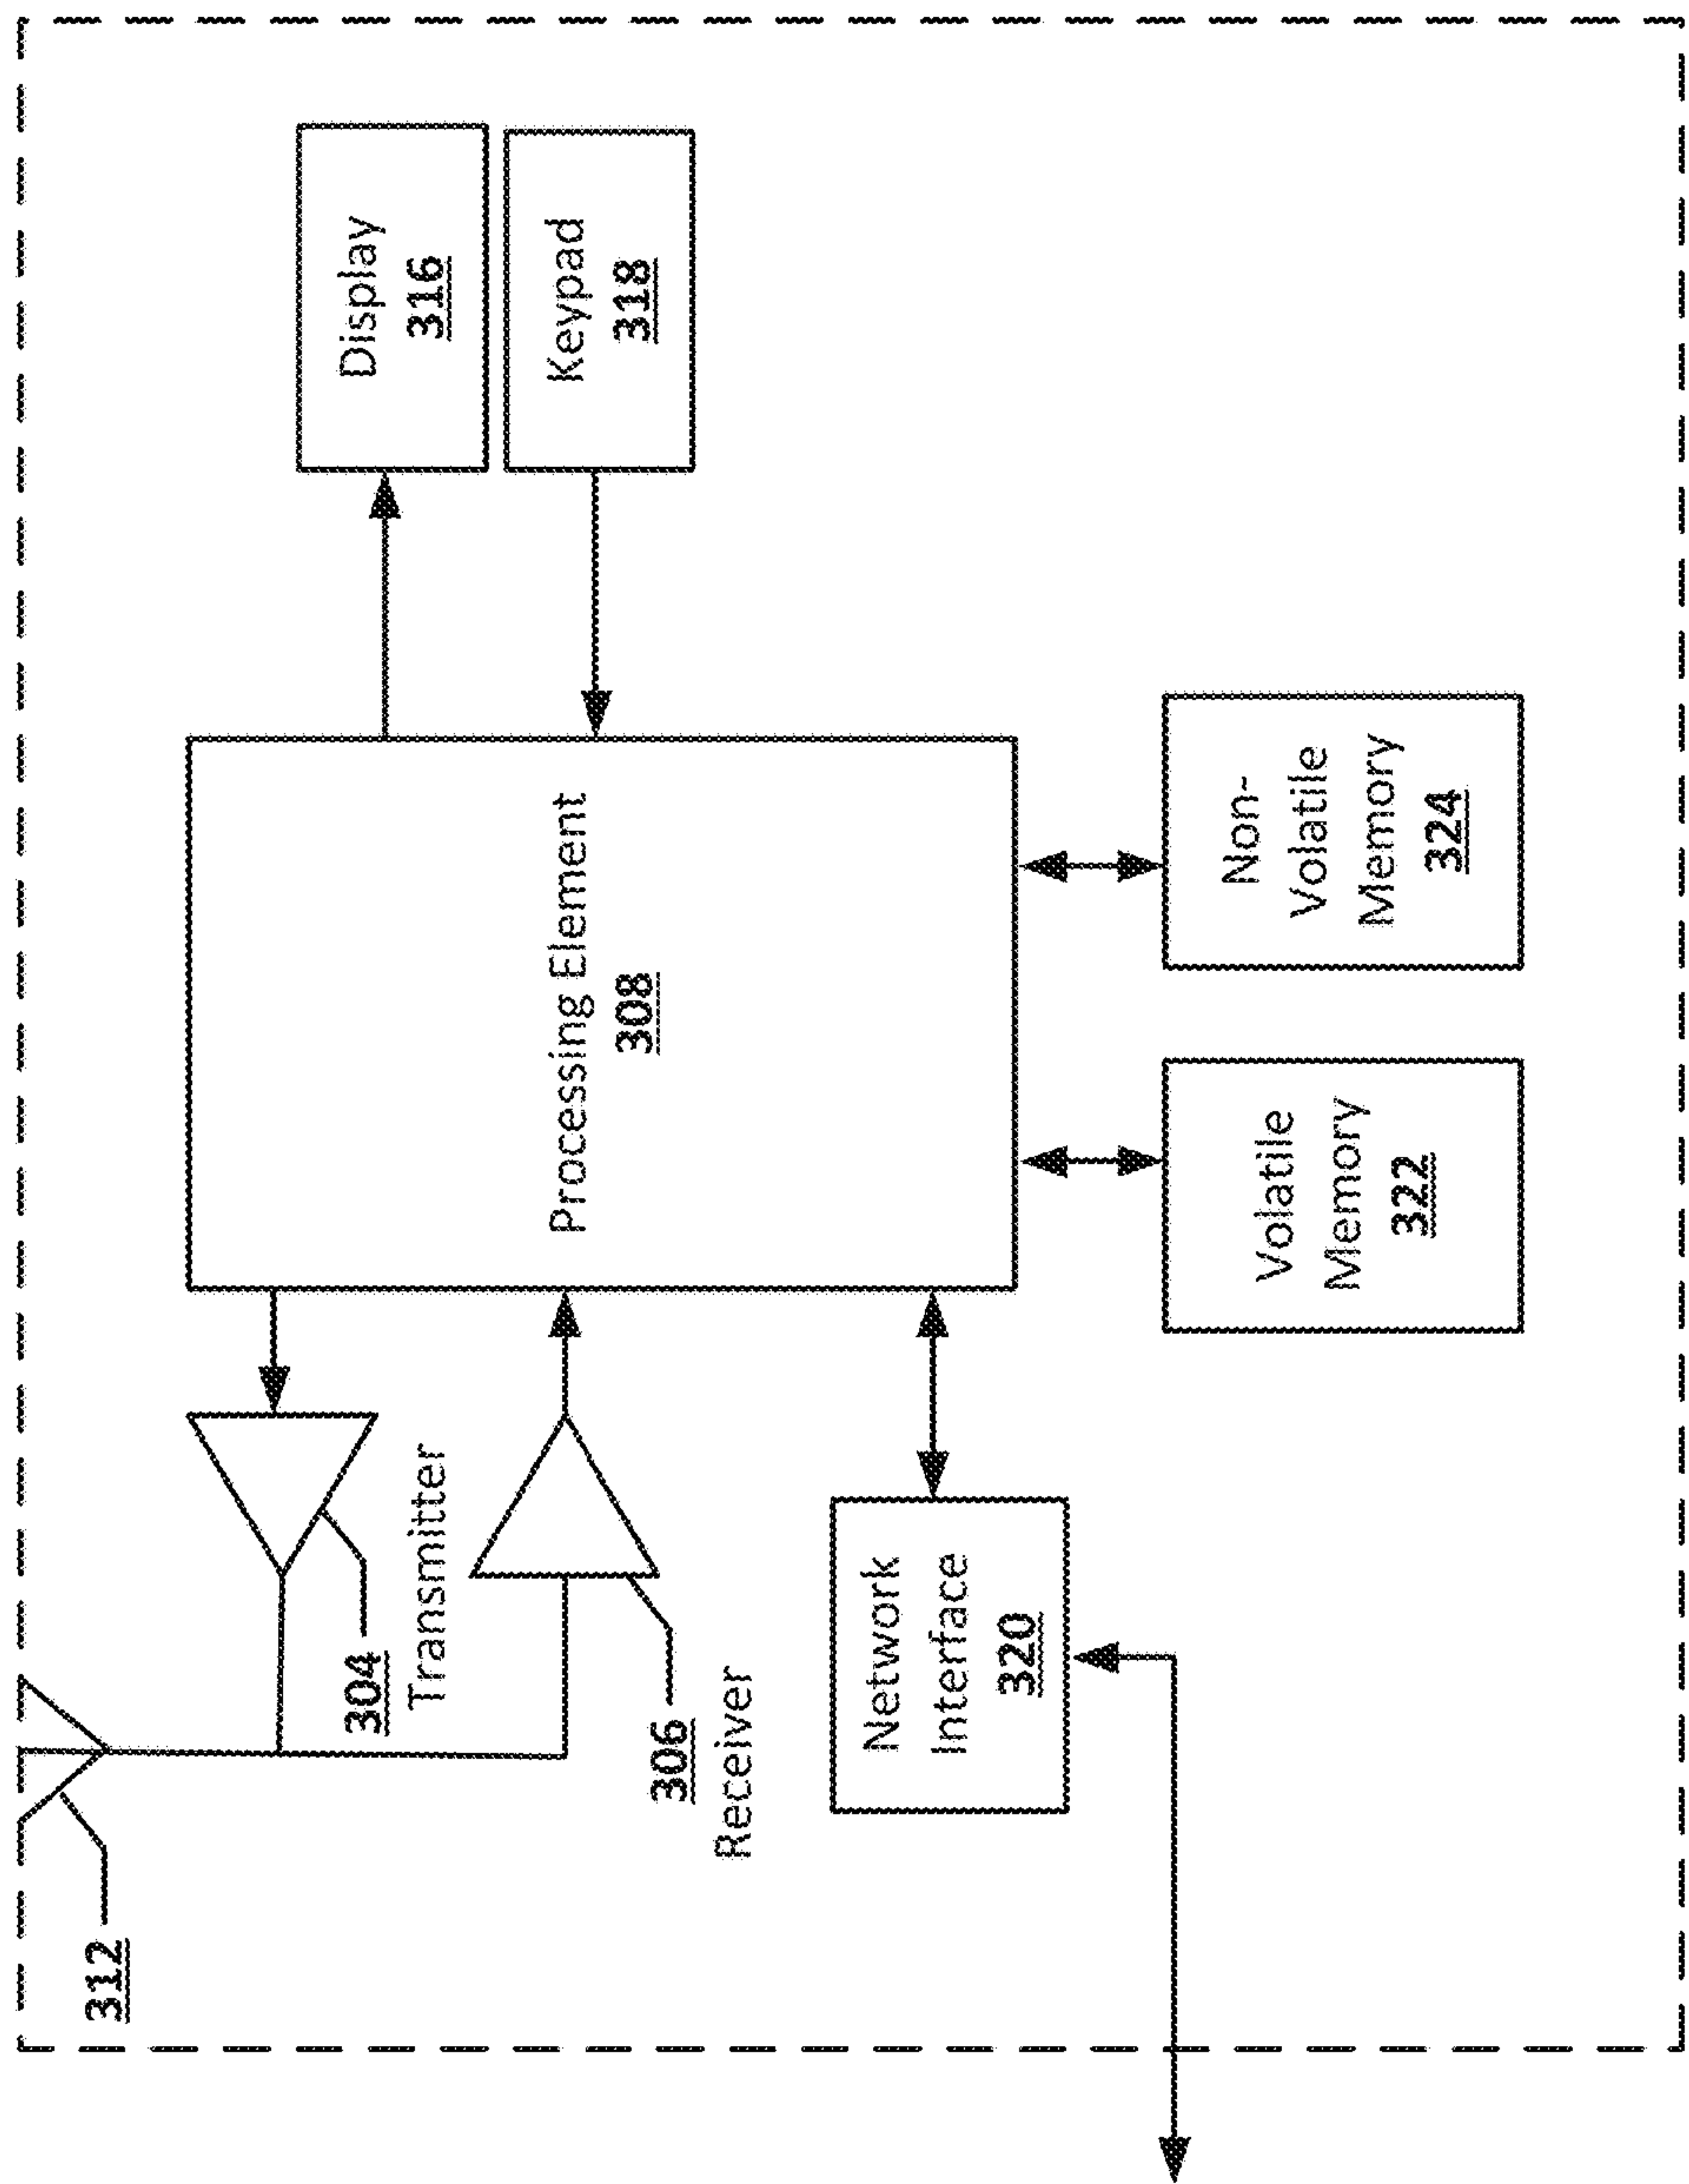 312
304
Transmitter
306
Receiver
Network
Interface
320
Processing Element
308
Volatile
Memory
322
Non-
Volatile
Memory
324
Display
316
Keypad
318